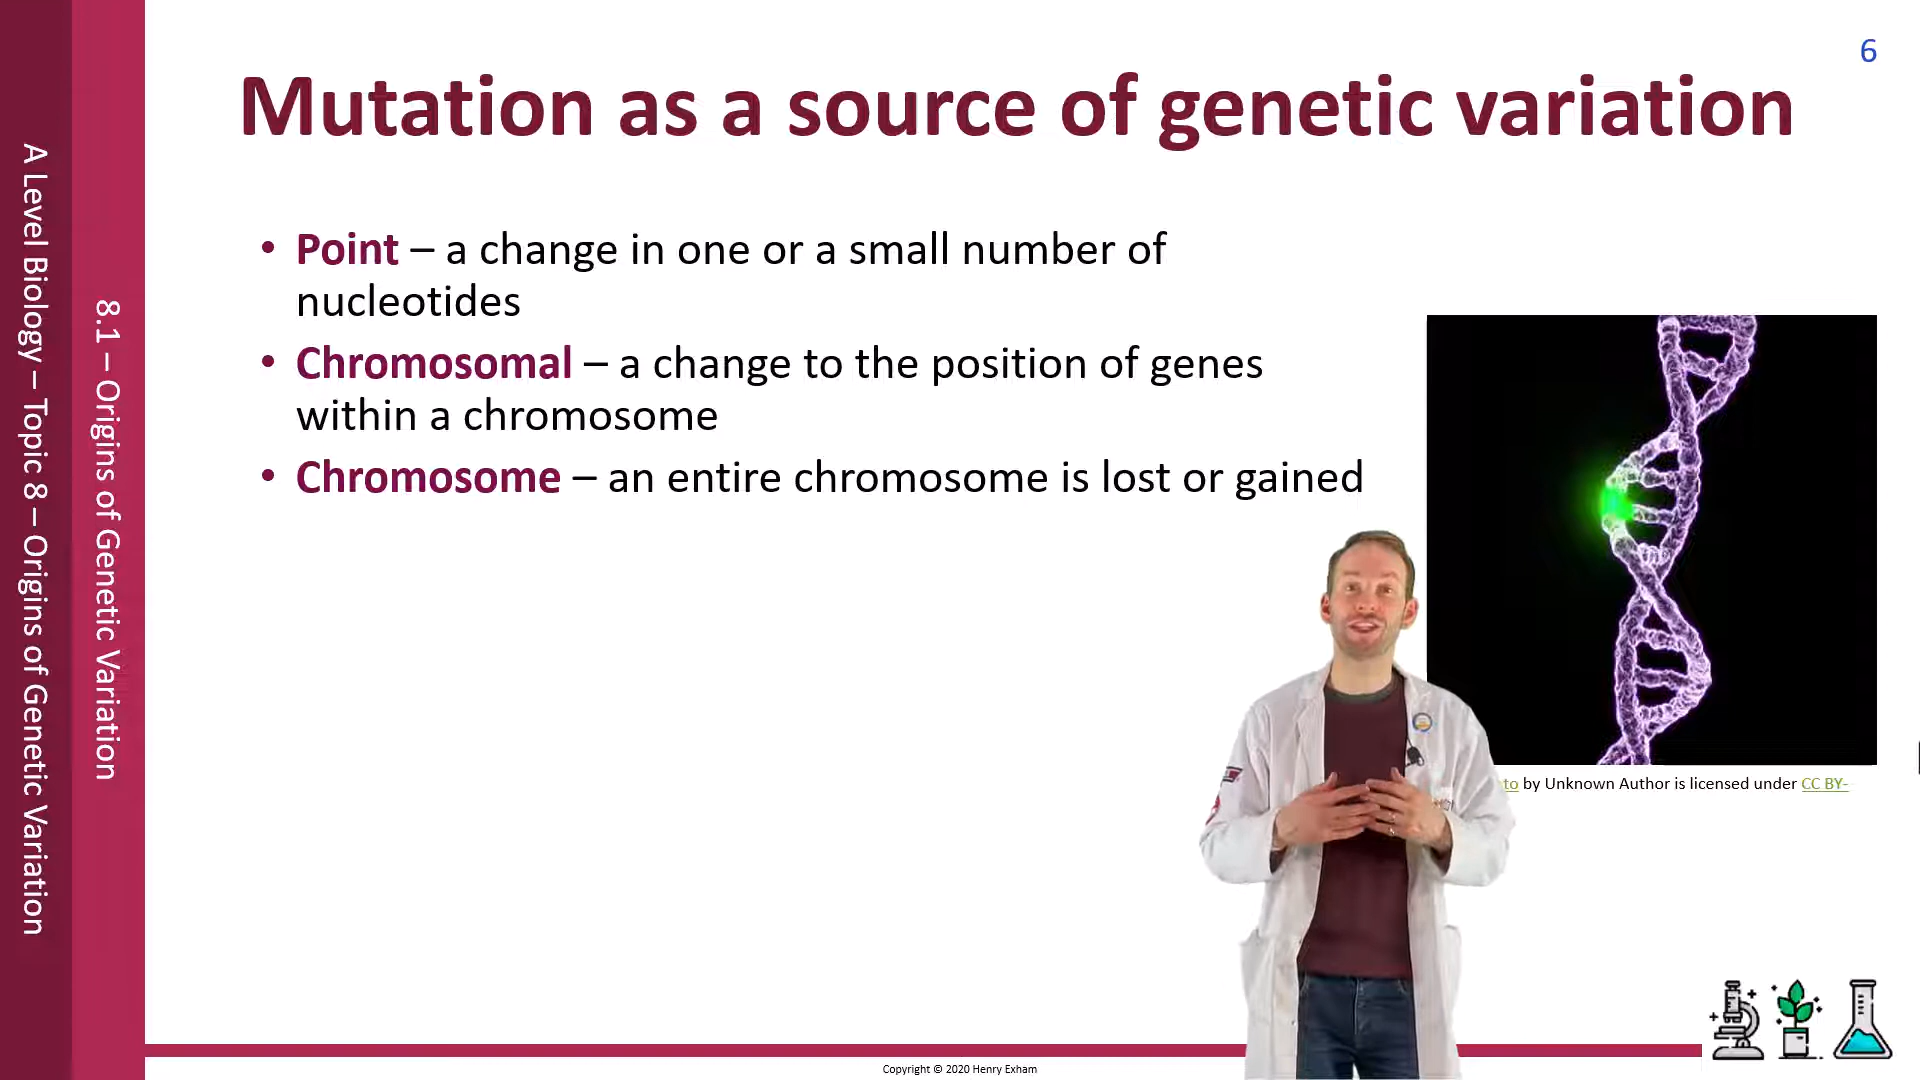 6
Mutation as a source of genetic variation
• Point – a change in one or a small number of
nucleotides
• Chromosomal – a change to the position of genes
within a chromosome
• Chromosome – an entire chromosome is lost or gained
A Level Biology – Topic 8 – Origins of Genetic Variation
8.1 – Origins of Genetic Variation
by Unknown Author is licensed under CC BY-
Copyright © 2020 Henry Exham